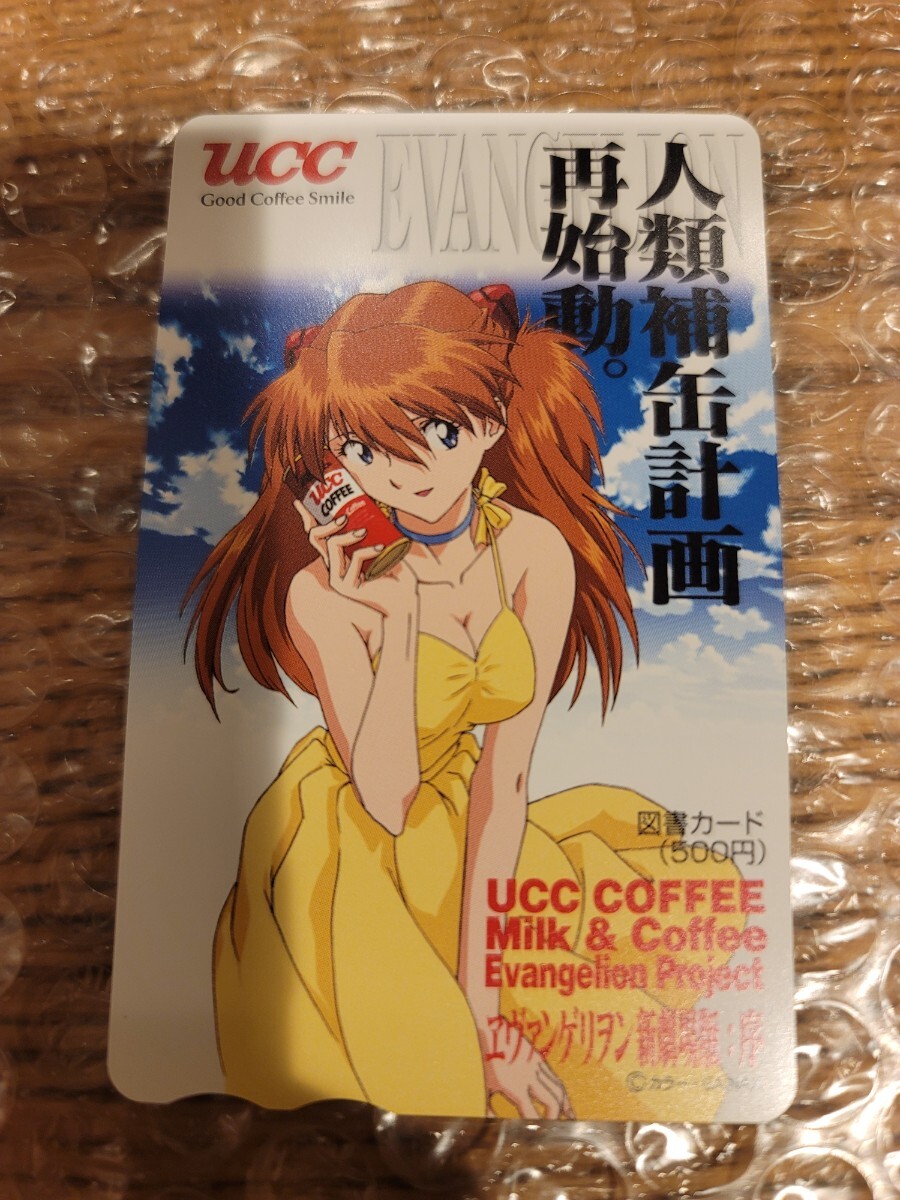 UCC
Good Coffee Smile
EVANGELION
人類補缶計画
再始動。
UCC
COFFEE
Coffee
図書カード
(500円)
UCC COFFEE
Milk & Coffee
Evangelion Project
ヱヴァンゲリヲン 新劇場版:序
©カラー